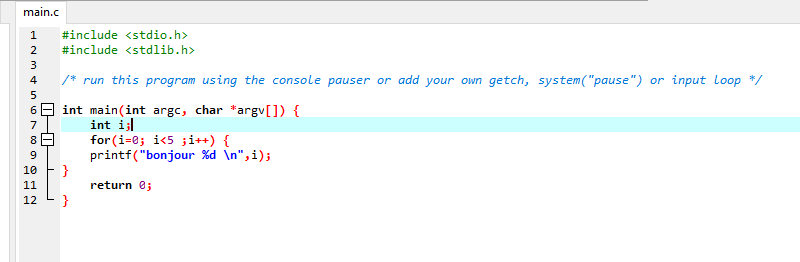 main.c
1 #include <stdio.h>
2 #include <stdlib.h>
3
4 /* run this program using the console pauser or add your own getch, system("pause") or input loop */
5
6 int main(int argc, char *argv[]) {
7 int i;
8 for(i=0; i<5 ;i++) {
9 printf("bonjour %d \n",i);
10 }
11 return 0;
12 }